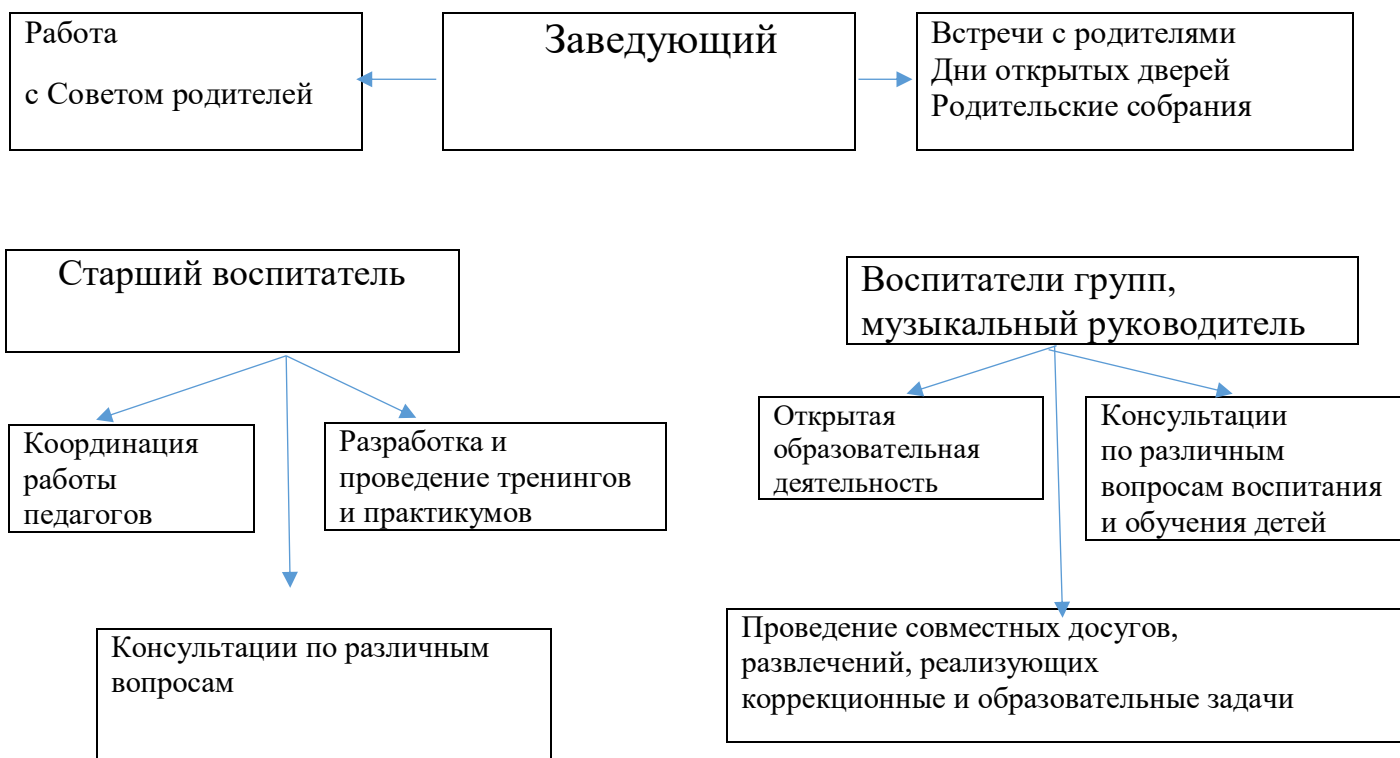 Работа
с Советом родителей
Заведующий
Встречи с родителями
Дни открытых дверей
Родительские собрания
Старший воспитатель
Воспитатели групп,
музыкальный руководитель
Координация
работы
педагогов
Разработка и
проведение тренингов
и практикумов
Открытая
образовательная
деятельность
Консультации
по различным
вопросам воспитания
и обучения детей
Консультации по различным
вопросам
Проведение совместных досугов,
развлечений, реализующих
коррекционные и образовательные задачи